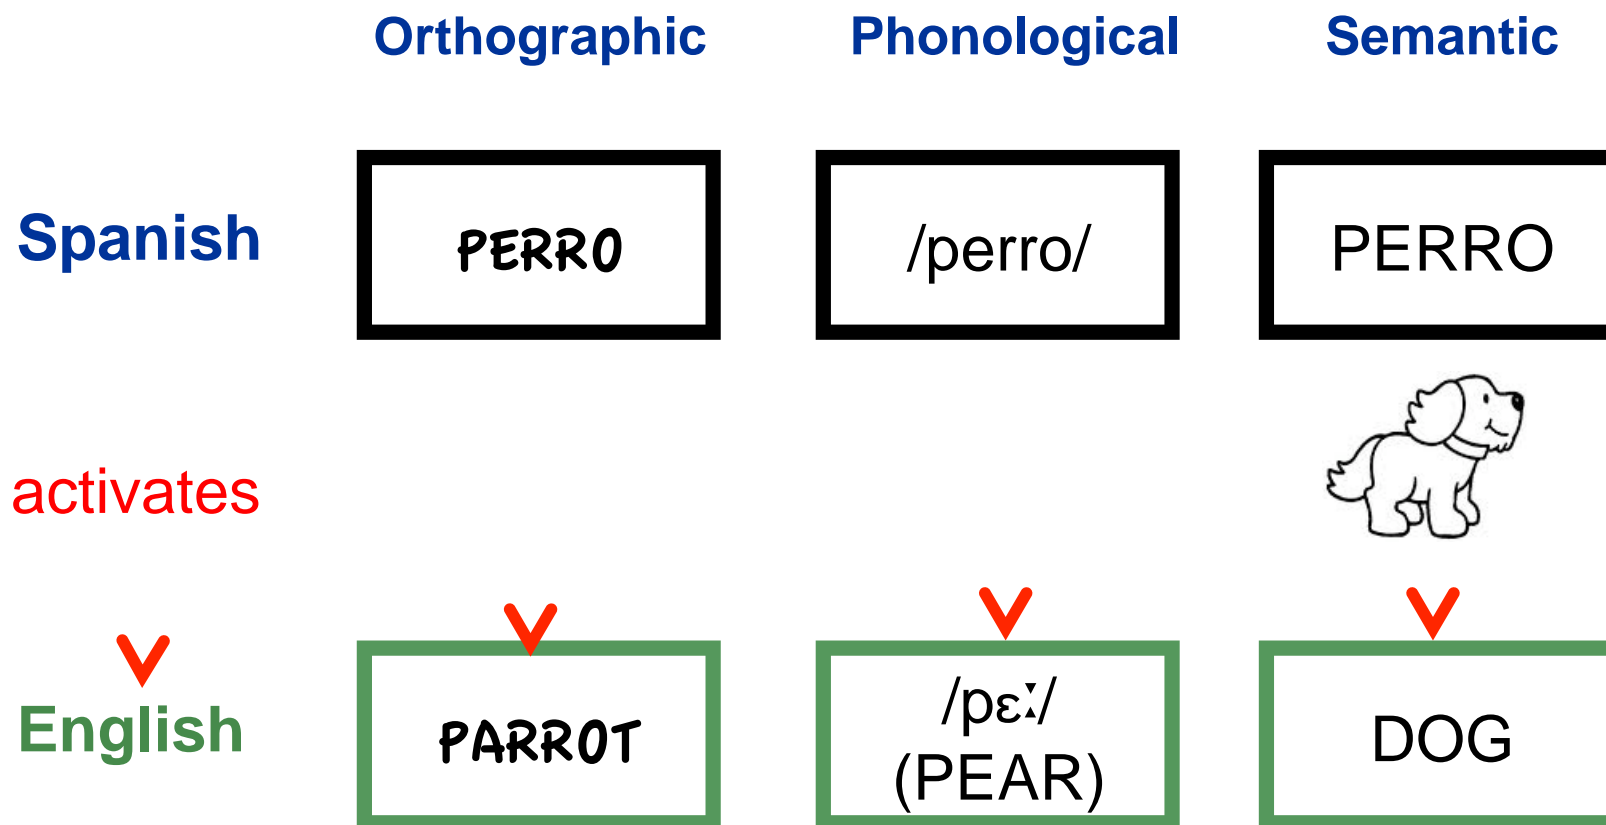 Orthographic Phonological Semantic
Spanish PERRO /perro/ PERRO
activates
English PARROT /pɛː/ (PEAR) DOG